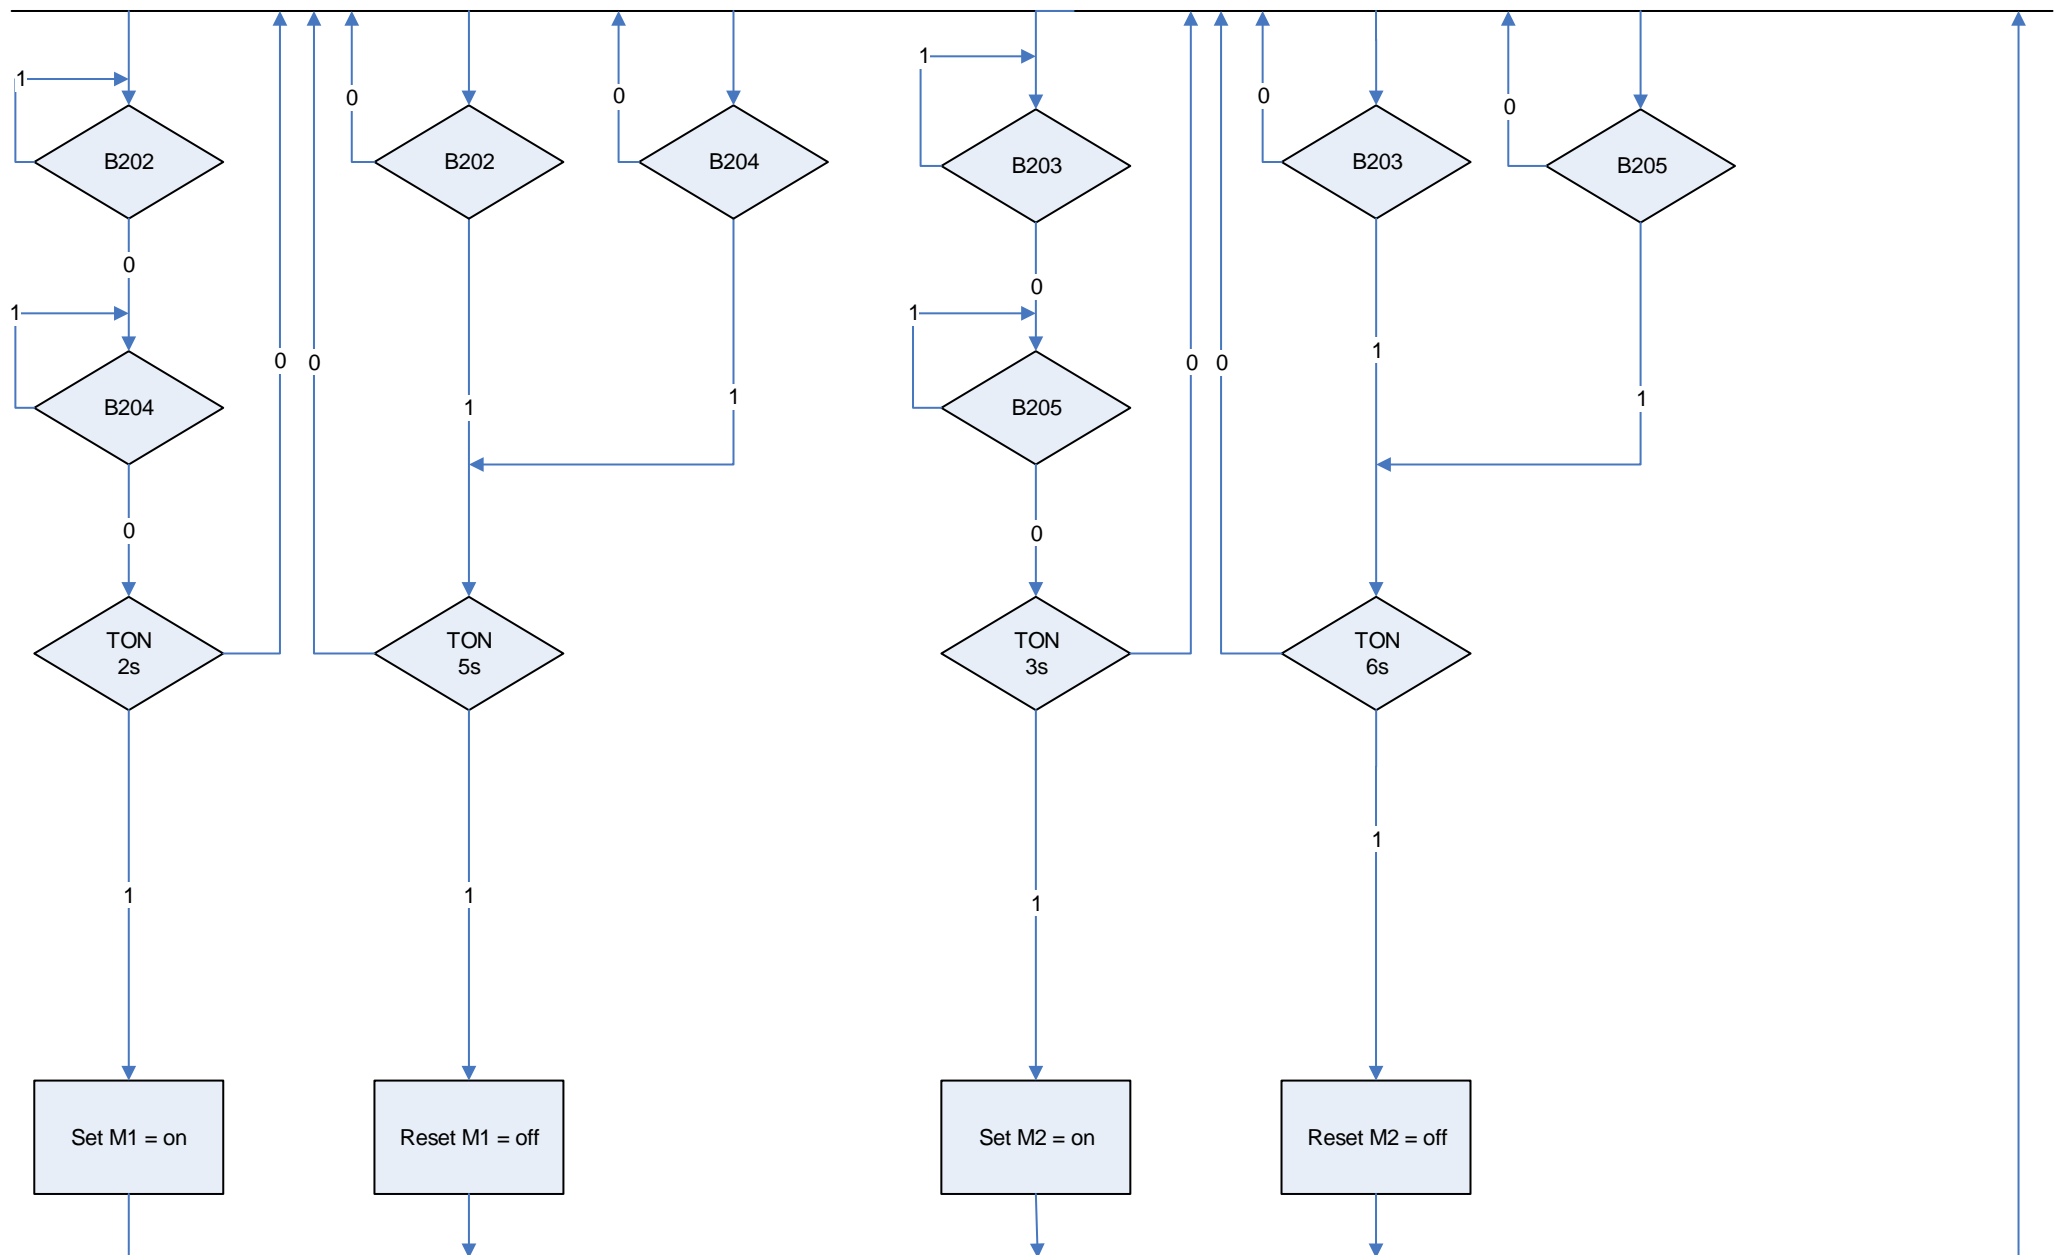 1
1
0
0
0
0
B202
B202
B204
B203
B203
B205
0
0
1
1
0
0
0
0
1
B204
B205
1
1
1
0
0
TON
2s
TON
5s
TON
3s
TON
6s
1
1
1
1
Set M1 = on
Reset M1 = off
Set M2 = on
Reset M2 = off